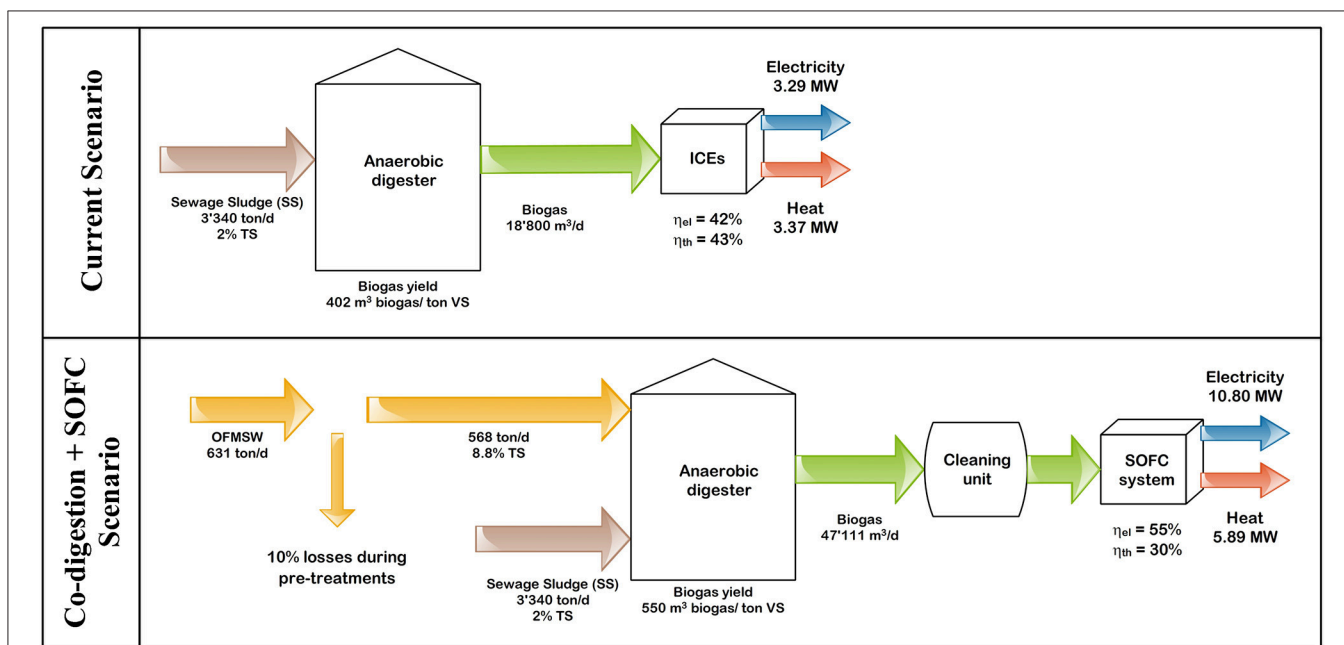 Current Scenario
Sewage Sludge (SS)
3'340 ton/d
2% TS
Anaerobic
digester
Biogas yield
402 m³ biogas/ ton VS
Biogas
18'800 m³/d
ICEs
ηel = 42%
ηth = 43%
Electricity
3.29 MW
Heat
3.37 MW
Co-digestion + SOFC
Scenario
OFMSW
631 ton/d
10% losses during
pre-treatments
568 ton/d
8.8% TS
Sewage Sludge (SS)
3'340 ton/d
2% TS
Anaerobic
digester
Biogas yield
550 m³ biogas/ ton VS
Biogas
47'111 m³/d
Cleaning
unit
SOFC
system
ηel = 55%
ηth = 30%
Electricity
10.80 MW
Heat
5.89 MW